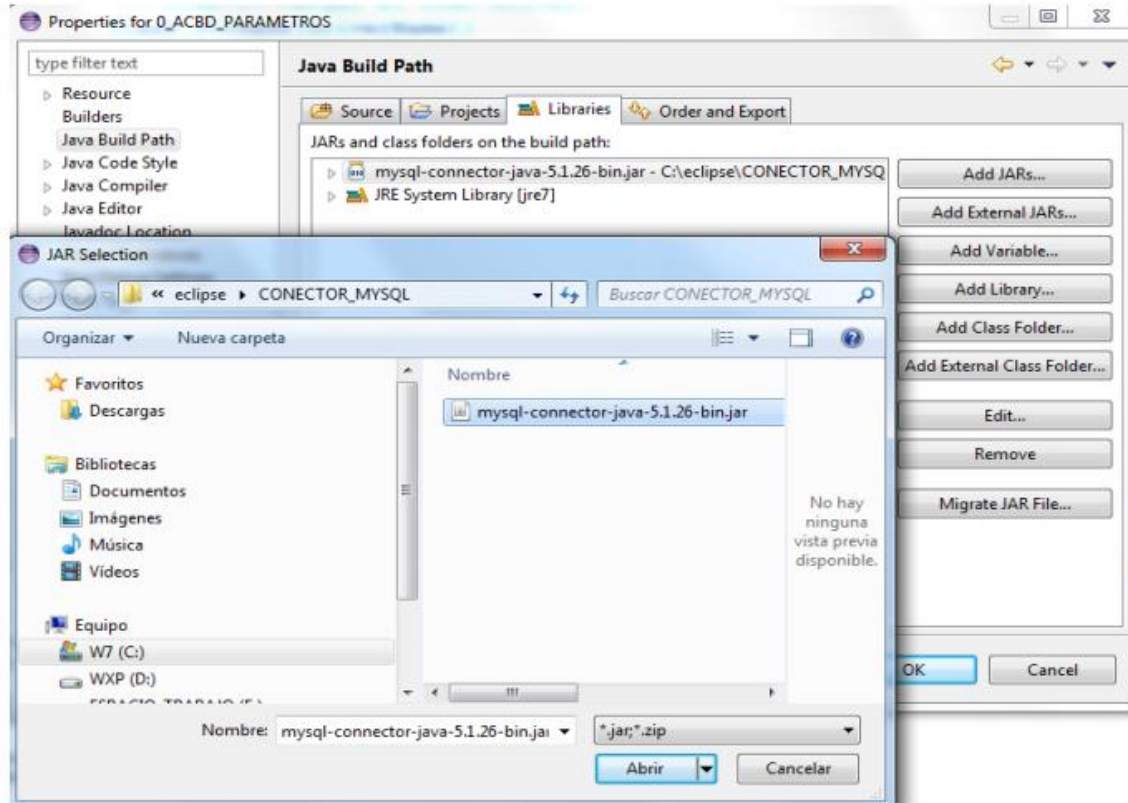 Properties for 0_ACBD_PARAMETROS
type filter text
Resource
Builders
Java Build Path
Java Code Style
Java Compiler
Java Editor
Javadoc Location
Java Build Path
Source Projects Libraries Order and Export
JARs and class folders on the build path:
mysql-connector-java-5.1.26-bin.jar - C:\eclipse\CONECTOR_MYSQ
JRE System Library [jre7]
Add JARs...
Add External JARs...
Add Variable...
Add Library...
Add Class Folder...
Add External Class Folder...
Edit...
Remove
Migrate JAR File...
OK Cancel
JAR Selection
« eclipse CONECTOR_MYSQL Buscar CONECTOR_MYSQL
Organizar Nueva carpeta
Favoritos
Descargas
Bibliotecas
Documentos
Imágenes
Música
Vídeos
Equipo
W7 (C:)
WXP (D:)
Nombre
mysql-connector-java-5.1.26-bin.jar
No hay
ninguna
vista previa
disponible.
Nombre: mysql-connector-java-5.1.26-bin.jar *.jar;*.zip
Abrir Cancelar